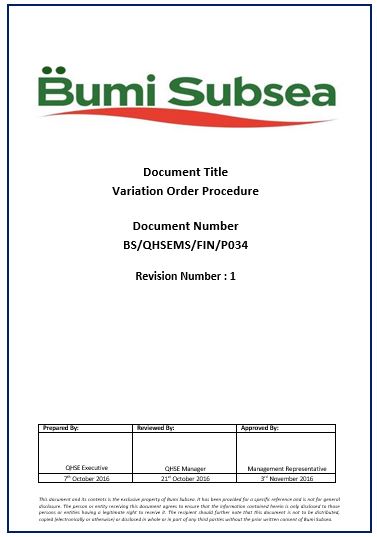 Bumi Subsea
Document Title
Variation Order Procedure
Document Number
BS/QHSEMS/FIN/P034
Revision Number : 1
Prepared By: Reviewed By: Approved By:
QHSE Executive QHSE Manager Management Representative
7th October 2016 21st October 2016 3rd November 2016
This document and its contents is the exclusive property of Bumi Subsea. It has been provided for a specific reference and is not for general
disclosure. The person or entity receiving this document agrees to ensure that the information contained herein is only disclosed to those
persons or entities having a legitimate right to receive it. Those so receiving should further note that this document is not to be distributed,
copied (electronically or otherwise) or disclosed in whole or in part of any third parties without the prior written consent of Bumi Subsea.